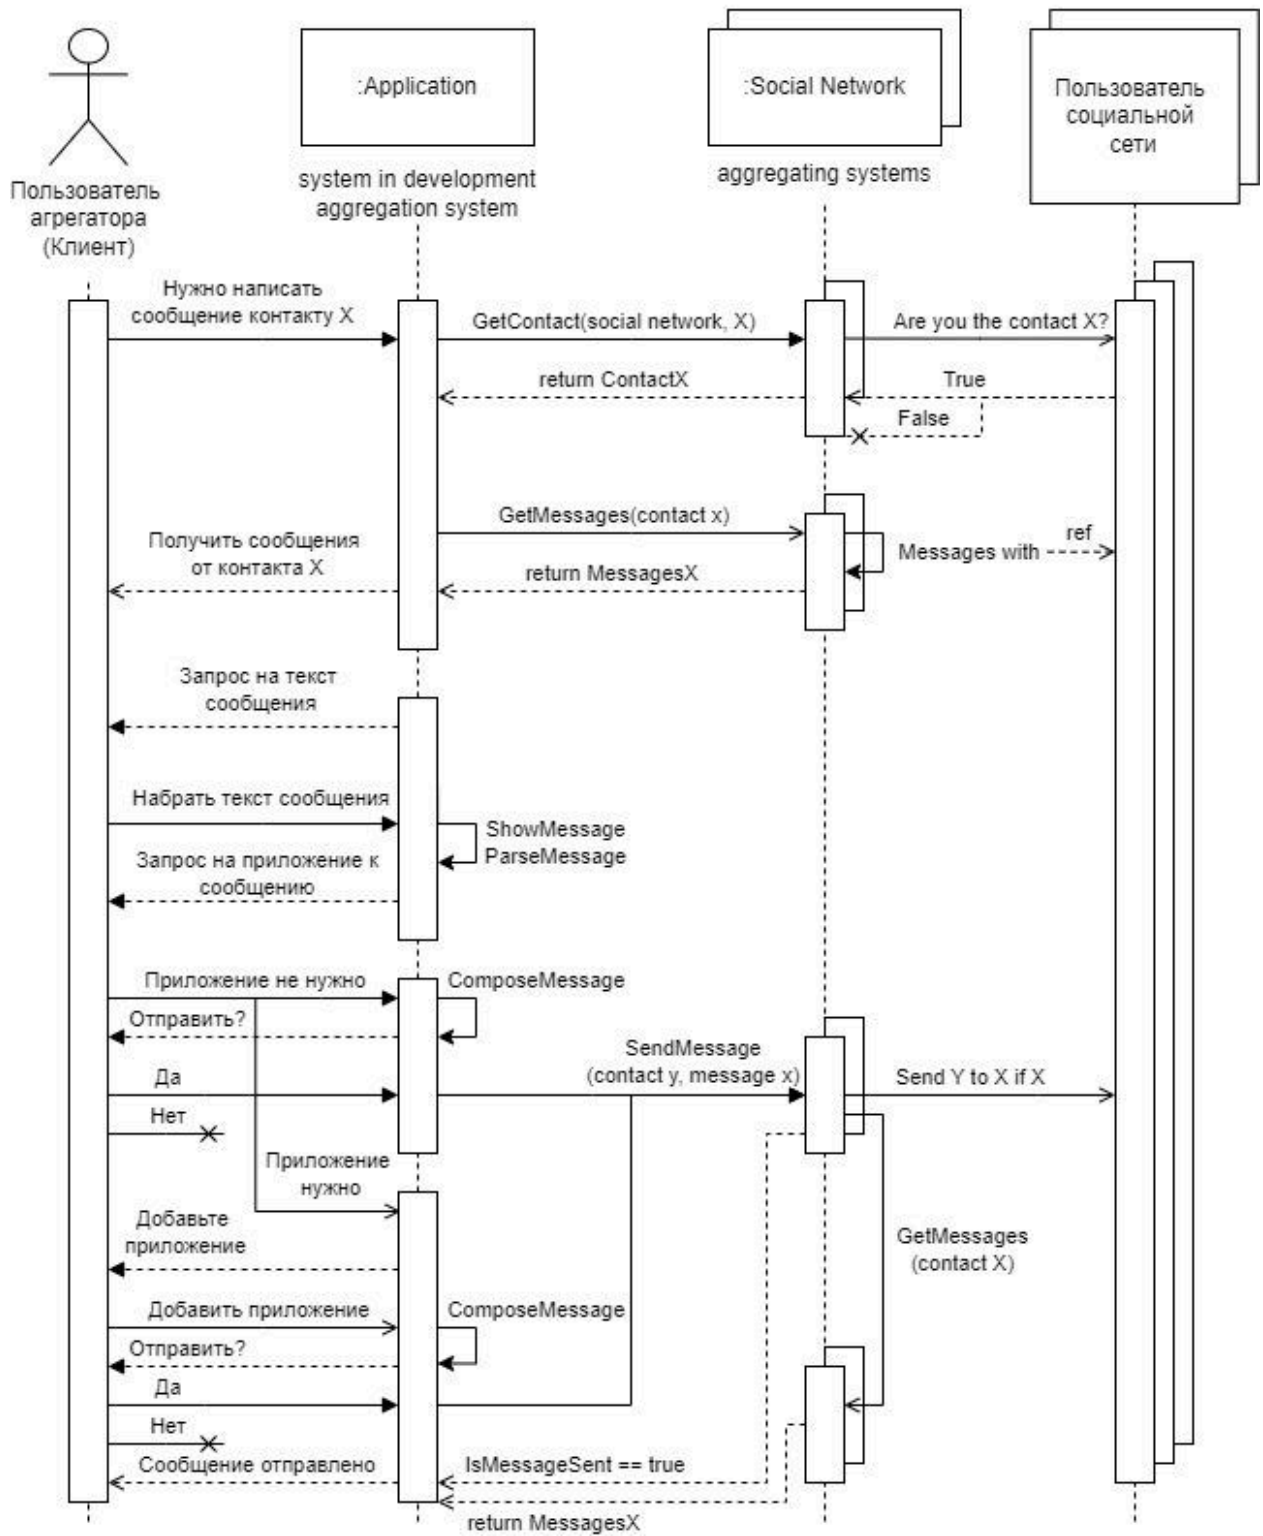 :Application
:Social Network
Пользователь
социальной
сети
Пользователь
агрегатора
(Клиент)
system in development
aggregation system
aggregating systems
Нужно написать
сообщение контакту X
GetContact(social network, X)
Are you the contact X?
return ContactX
True
False
GetMessages(contact x)
Получить сообщения
от контакта X
return MessagesX
Messages with
ref
Запрос на текст
сообщения
Набрать текст сообщения
ShowMessage
ParseMessage
Запрос на приложение к
сообщению
Приложение не нужно
ComposeMessage
Отправить?
SendMessage
(contact y, message x)
Send Y to X if X
Да
Нет
Приложение
нужно
Добавьте
приложение
GetMessages
(contact X)
Добавить приложение
ComposeMessage
Отправить?
Да
Нет
Сообщение отправлено
IsMessageSent == true
return MessagesX